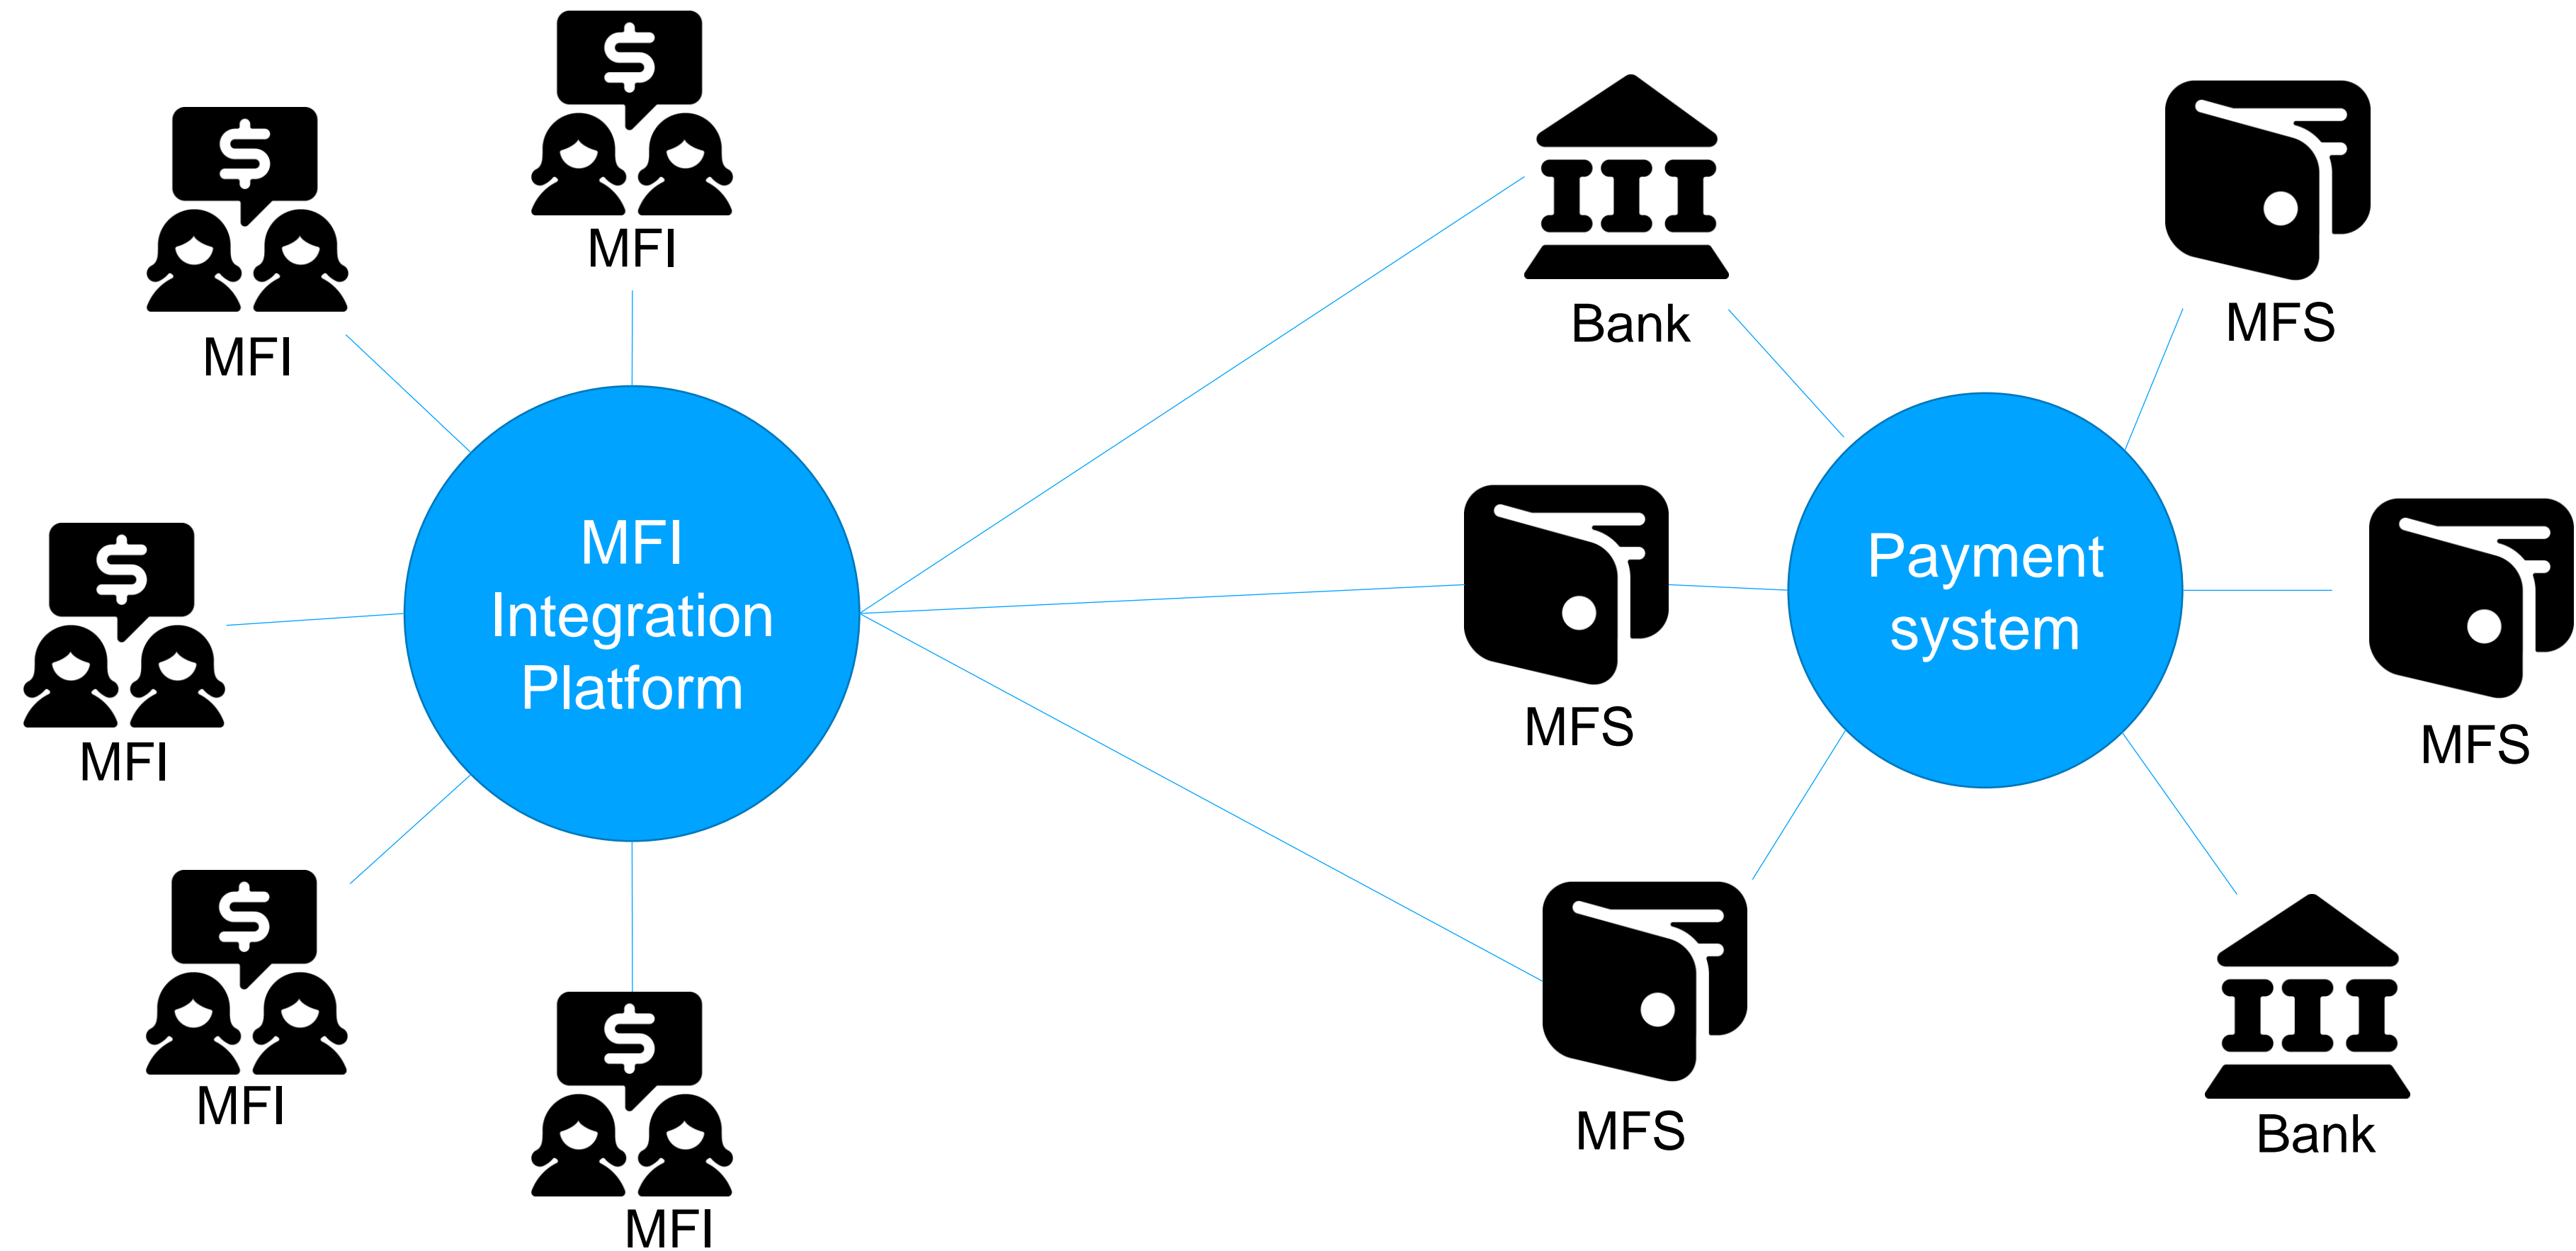 MFI
MFI
Bank
MFS
MFI
Integration
Platform
Payment
system
MFS
MFS
MFI
MFI
MFS
Bank
MFI